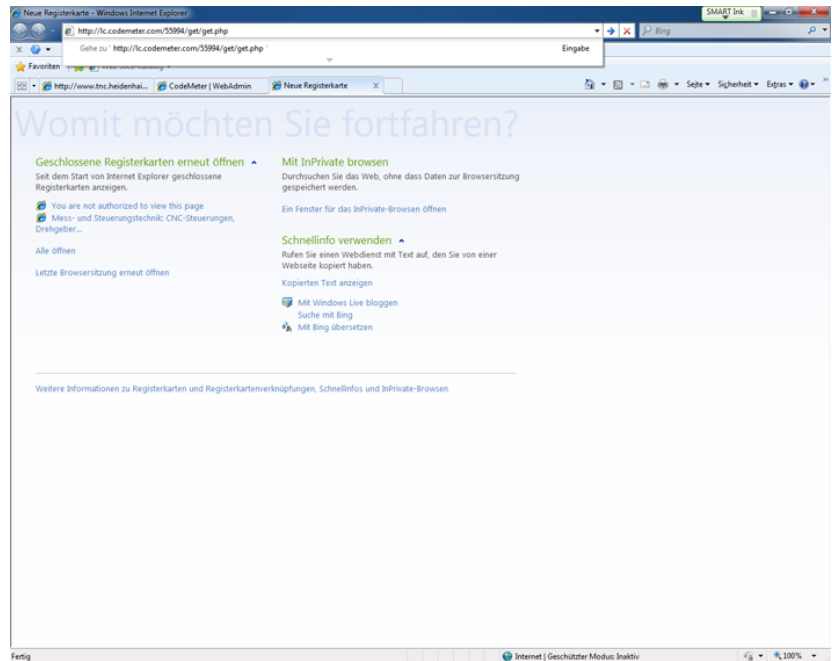 Neue Registerkarte - Windows Internet Explorer
SMART Ink
http://lc.codemeter.com/55994/get/get.php
Bing
Gehe zu ' http://lc.codemeter.com/55994/get/get.php '
Eingabe
Favoriten
http://www.tnc.heidenhai...
CodeMeter | WebAdmin
Neue Registerkarte
x
Seite
Sicherheit
Extras
Womit möchten Sie fortfahren?
Geschlossene Registerkarten erneut öffnen
Seit dem Start von Internet Explorer geschlossene
Registerkarten anzeigen.
You are not authorized to view this page
Mess- und Steuerungstechnik: CNC-Steuerungen,
Drehgeber...
Alle öffnen
Letzte Browsersitzung erneut öffnen
Mit InPrivate browsen
Durchsuchen Sie das Web, ohne dass Daten zur Browsersitzung
gespeichert werden.
Ein Fenster für das InPrivate-Browsen öffnen
Schnellinfo verwenden
Rufen Sie einen Webdienst mit Text auf, den Sie von einer
Webseite kopiert haben.
Kopierten Text anzeigen
Mit Windows Live bloggen
Suche mit Bing
Mit Bing übersetzen
Weitere Informationen zu Registerkarten und Registerkartenverknüpfungen, Schnellinfos und InPrivate-Browsen
Fertig
Internet | Geschützter Modus: Inaktiv
100%